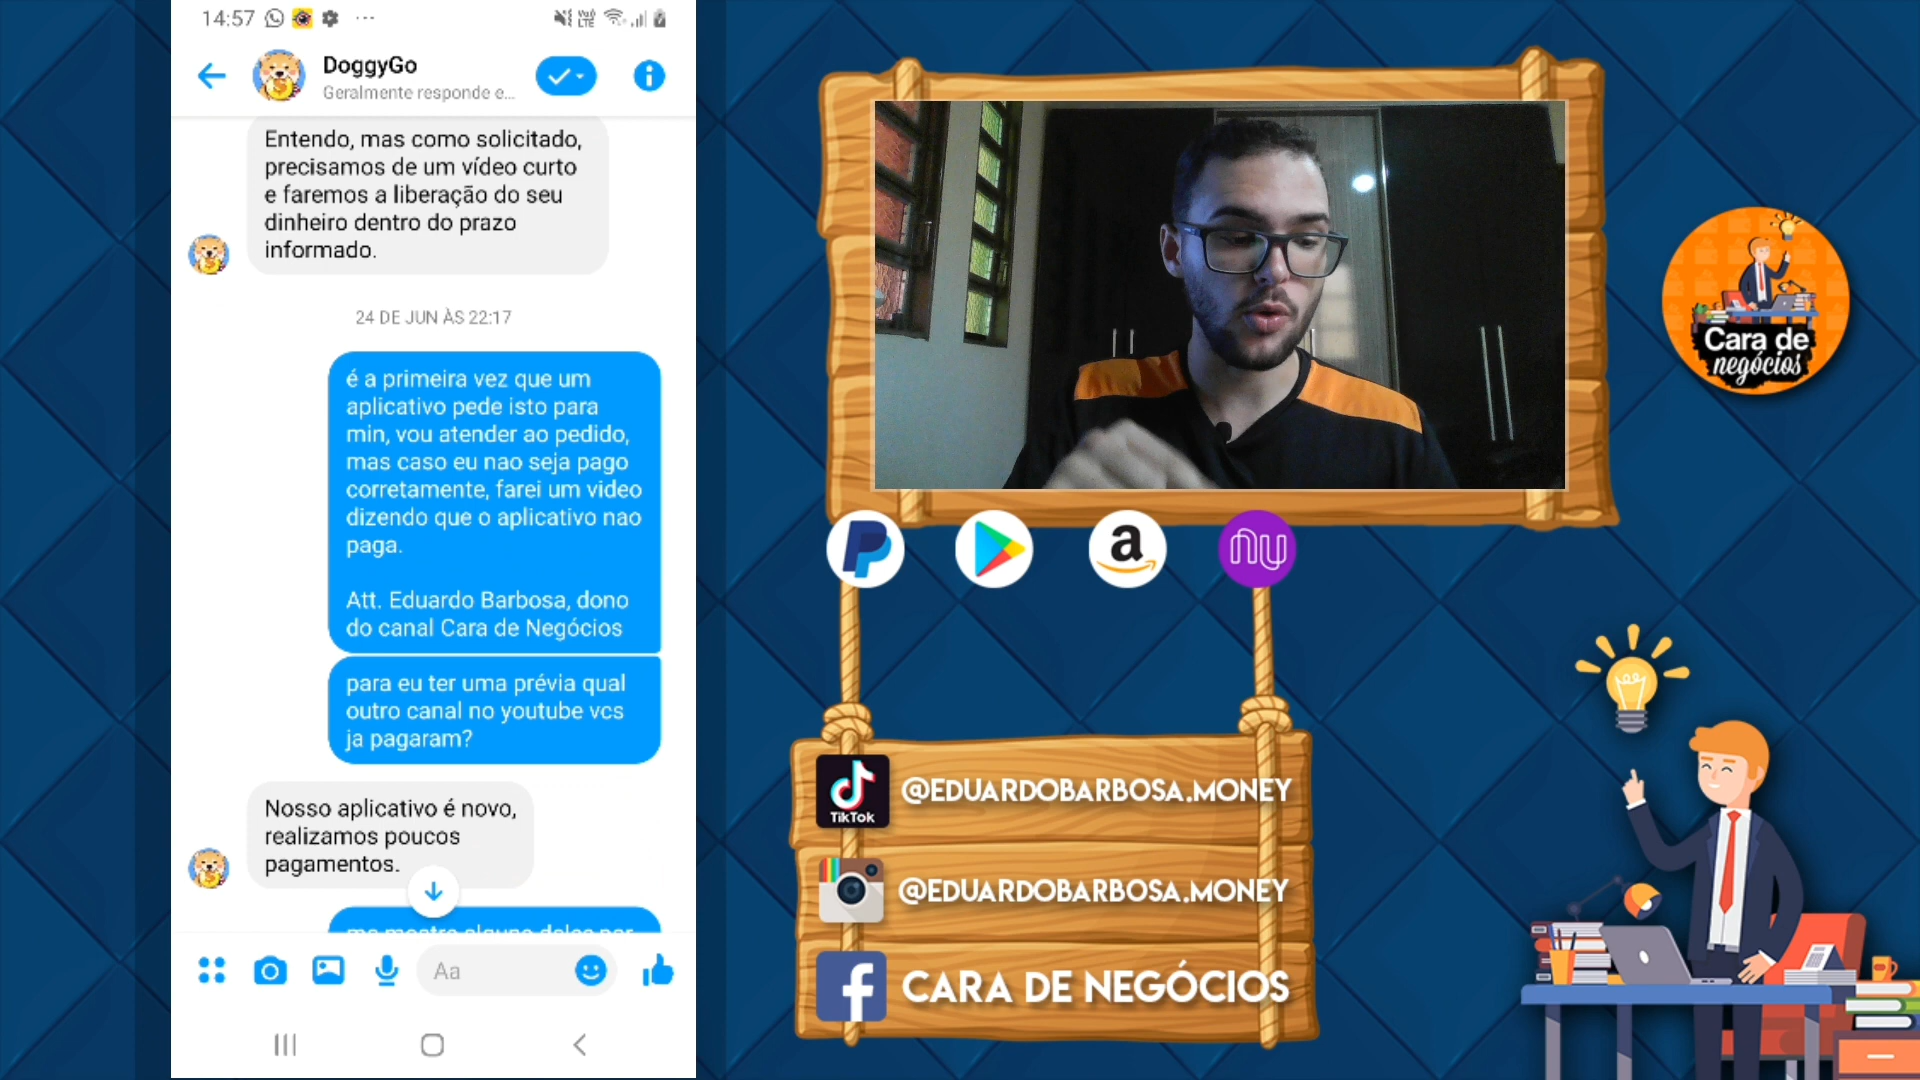 14:57
DoggyGo
Geralmente responde e...
Entendo, mas como solicitado,
precisamos de um vídeo curto
e faremos a liberação do seu
dinheiro dentro do prazo
informado.
24 DE JUN ÀS 22:17
é a primeira vez que um
aplicativo pede isto para
min, vou atender ao pedido,
mas caso eu nao seja pago
corretamente, farei um video
dizendo que o aplicativo nao
paga.
Att. Eduardo Barbosa, dono
do canal Cara de Negócios
para eu ter uma prévia qual
outro canal no youtube vcs
ja pagaram?
Nosso aplicativo é novo,
realizamos poucos
pagamentos.
me mostre alguns deles por
Aa
Cara de
negócios
TikTok
@EDUARDOBARBOSA.MONEY
@EDUARDOBARBOSA.MONEY
CARA DE NEGÓCIOS